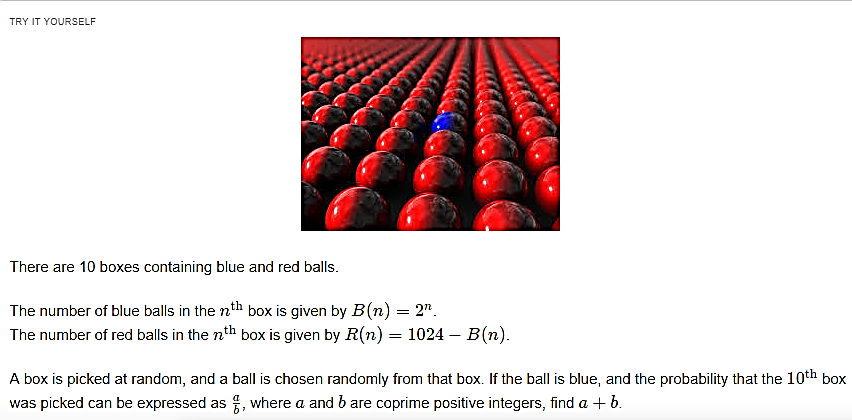 TRY IT YOURSELF
There are 10 boxes containing blue and red balls.
The number of blue balls in the $n^{\text{th}}$ box is given by $B(n) = 2^n$.
The number of red balls in the $n^{\text{th}}$ box is given by $R(n) = 1024 - B(n)$.
A box is picked at random, and a ball is chosen randomly from that box. If the ball is blue, and the probability that the $10^{\text{th}}$ box
was picked can be expressed as $\frac{a}{b}$, where $a$ and $b$ are coprime positive integers, find $a + b$.